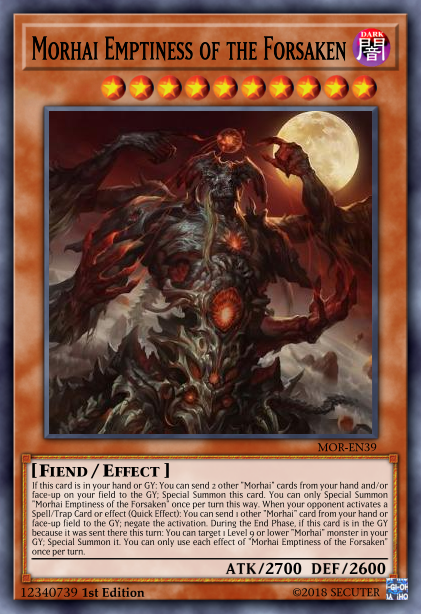 MORHAI EMPTINESS OF THE FORSAKEN
DARK
闇
MOR-EN39
[FIEND / EFFECT ]
If this card is in your hand or GY: You can send 2 other "Morhai" cards from your hand and/or
face-up on your field to the GY; Special Summon this card. You can only Special Summon
"Morhai Emptiness of the Forsaken" once per turn this way. When your opponent activates a
Spell/Trap Card or effect (Quick Effect): You can send 1 other "Morhai" card from your hand or
face-up field to your GY; negate the activation. During the End Phase, if this card is in the GY
because it was sent there this turn: You can target 1 Level 9 or lower "Morhai" monster in your
GY; Special Summon it. You can only use each effect of "Morhai Emptiness of the Forsaken"
once per turn.
ATK/2700 DEF/2600
12340739 1st Edition
©2018 SECUTER